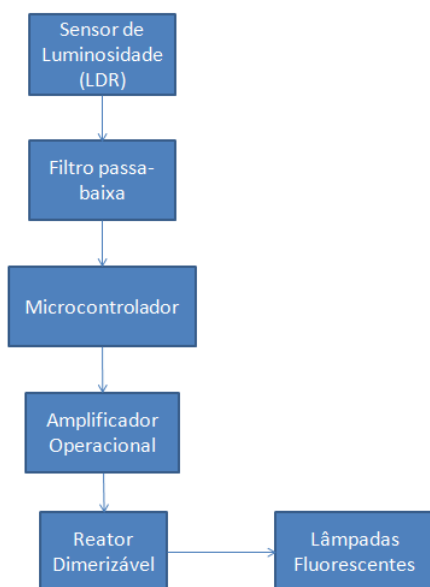 Sensor de
Luminosidade
(LDR)
Filtro passa-
baixa
Microcontrolador
Amplificador
Operacional
Reator
Dimerizável
Lâmpadas
Fluorescentes